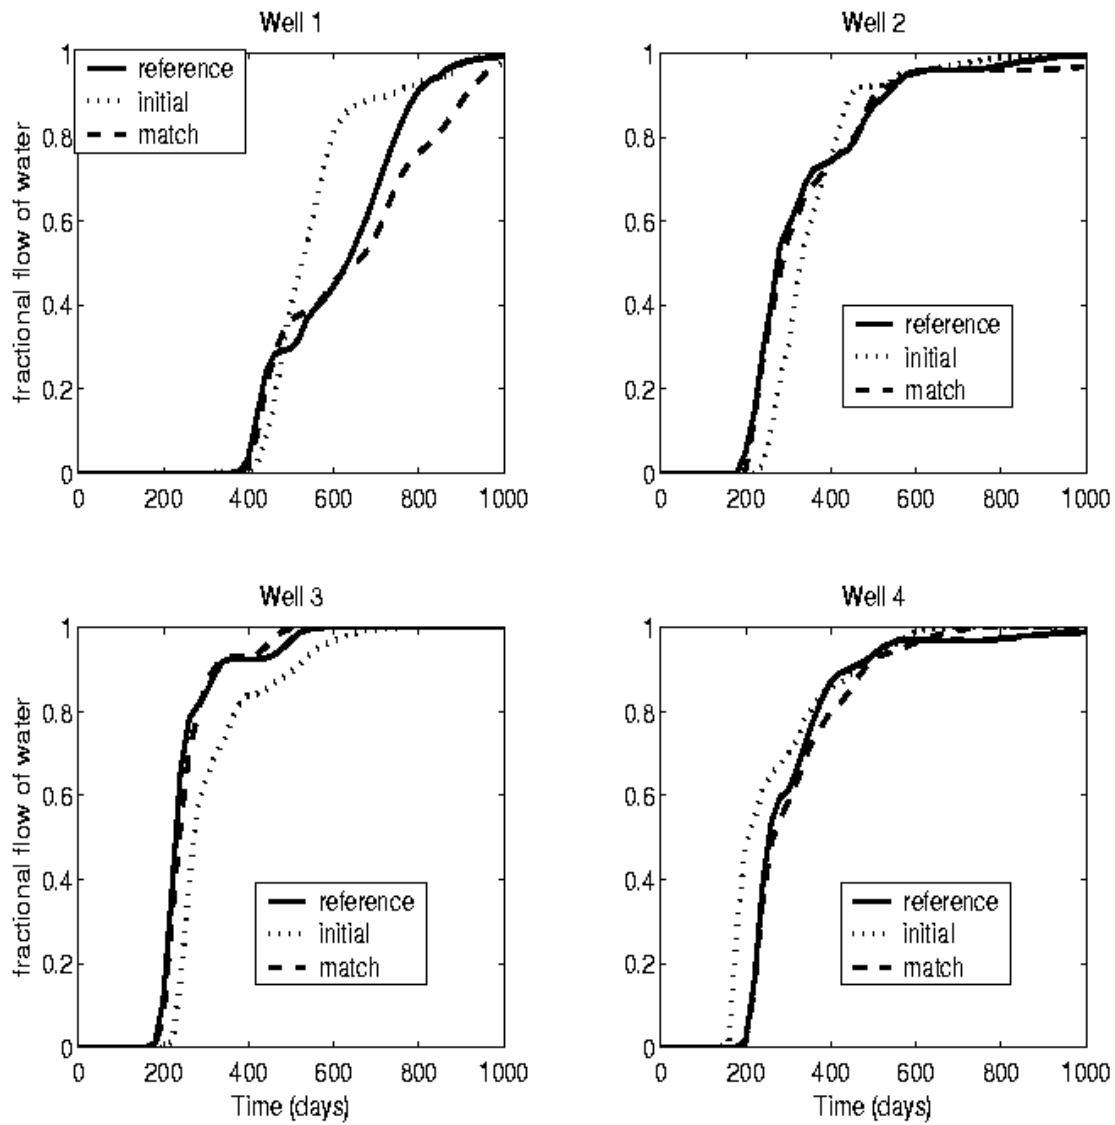 Well 1
1
0.8
0.6
0.4
0.2
0
0 200 400 600 800 1000
fractional flow of water
reference
initial
match
Well 2
1
0.8
0.6
0.4
0.2
0
0 200 400 600 800 1000
reference
initial
match
Well 3
1
0.8
0.6
0.4
0.2
0
0 200 400 600 800 1000
fractional flow of water
Time (days)
reference
initial
match
Well 4
1
0.8
0.6
0.4
0.2
0
0 200 400 600 800 1000
Time (days)
reference
initial
match